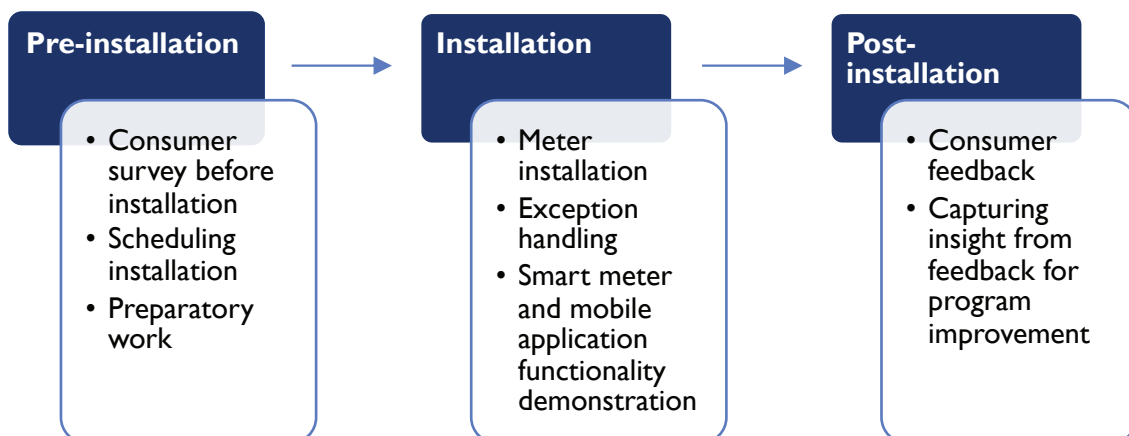 Pre-installation
• Consumer
survey before
installation
• Scheduling
installation
• Preparatory
work
Installation
• Meter
installation
• Exception
handling
• Smart meter
and mobile
application
functionality
demonstration
Post-
installation
• Consumer
feedback
• Capturing
insight from
feedback for
program
improvement